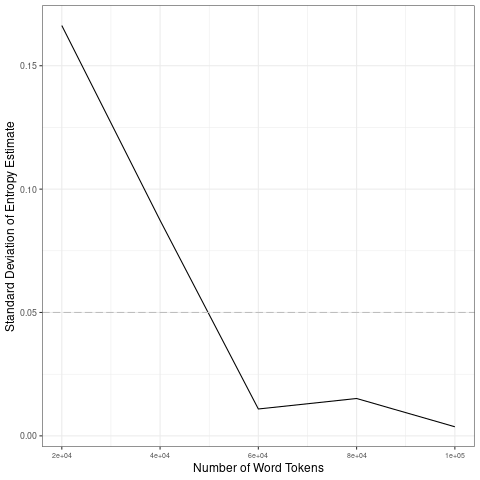 Standard Deviation of Entropy Estimate
0.15
0.10
0.05
0.00
2e+04 4e+04 6e+04 8e+04 1e+05
Number of Word Tokens